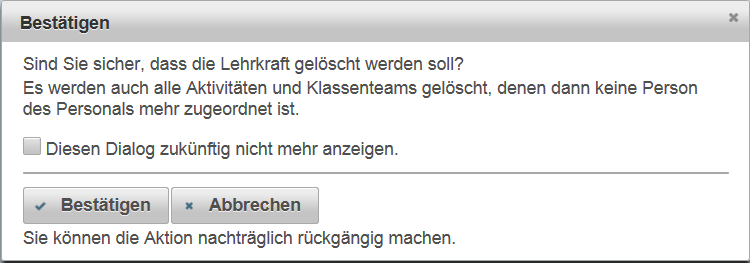 Bestätigen
Sind Sie sicher, dass die Lehrkraft gelöscht werden soll?
Es werden auch alle Aktivitäten und Klassenteams gelöscht, denen dann keine Person
des Personals mehr zugeordnet ist.
Diesen Dialog zukünftig nicht mehr anzeigen.
Bestätigen Abbrechen
Sie können die Aktion nachträglich rückgängig machen.